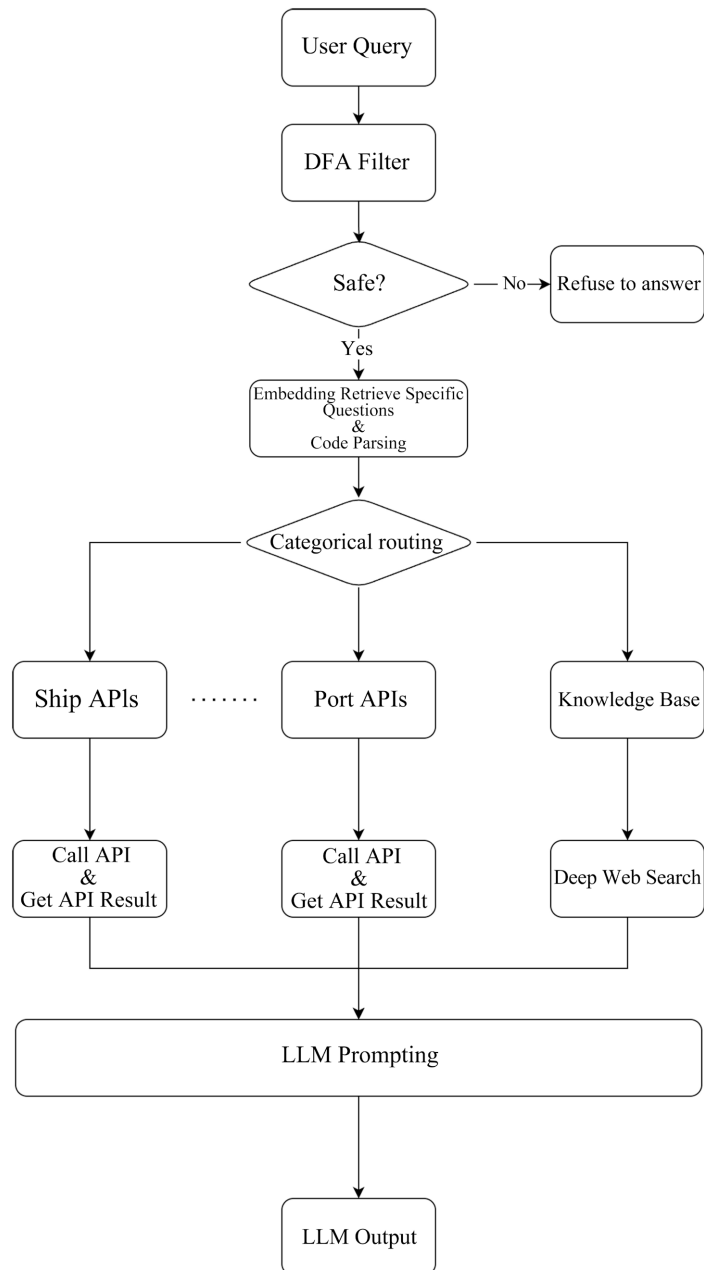 User Query
DFA Filter
Safe?
No
Refuse to answer
Yes
Embedding Retrieve Specific
Questions
&
Code Parsing
Categorical routing
Ship APls
.......
Port APIs
Knowledge Base
Call API
&
Get API Result
Call API
&
Get API Result
Deep Web Search
LLM Prompting
LLM Output